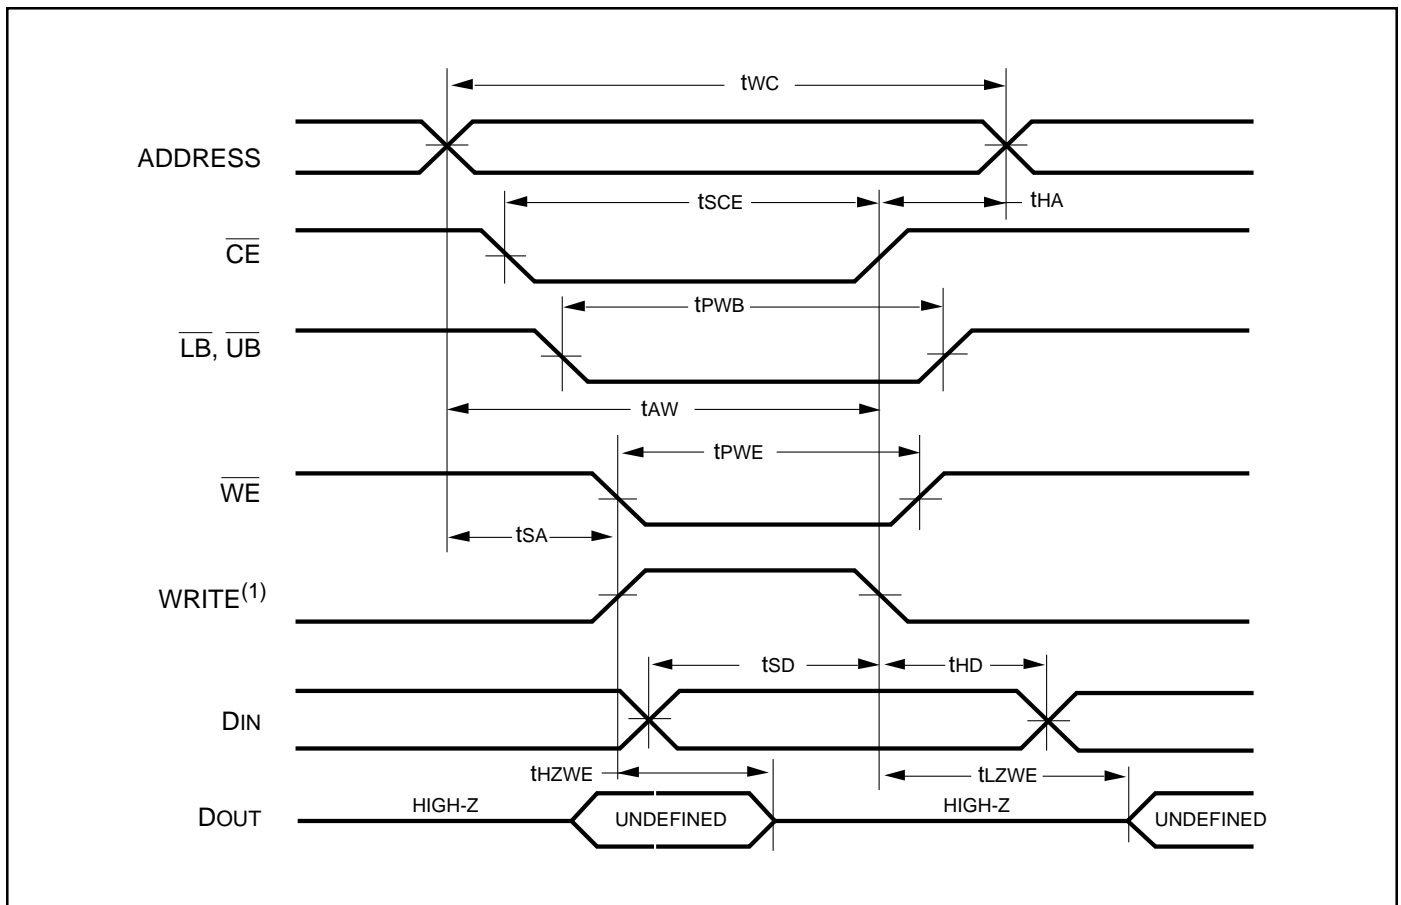 tWC
ADDRESS
tSCE
tHA
CE
tPWB
LB, UB
tAW
tPWE
WE
tSA
WRITE(1)
tSD
tHD
DIN
tHZWE
tLZWE
DOUT
HIGH-Z
UNDEFINED
HIGH-Z
UNDEFINED